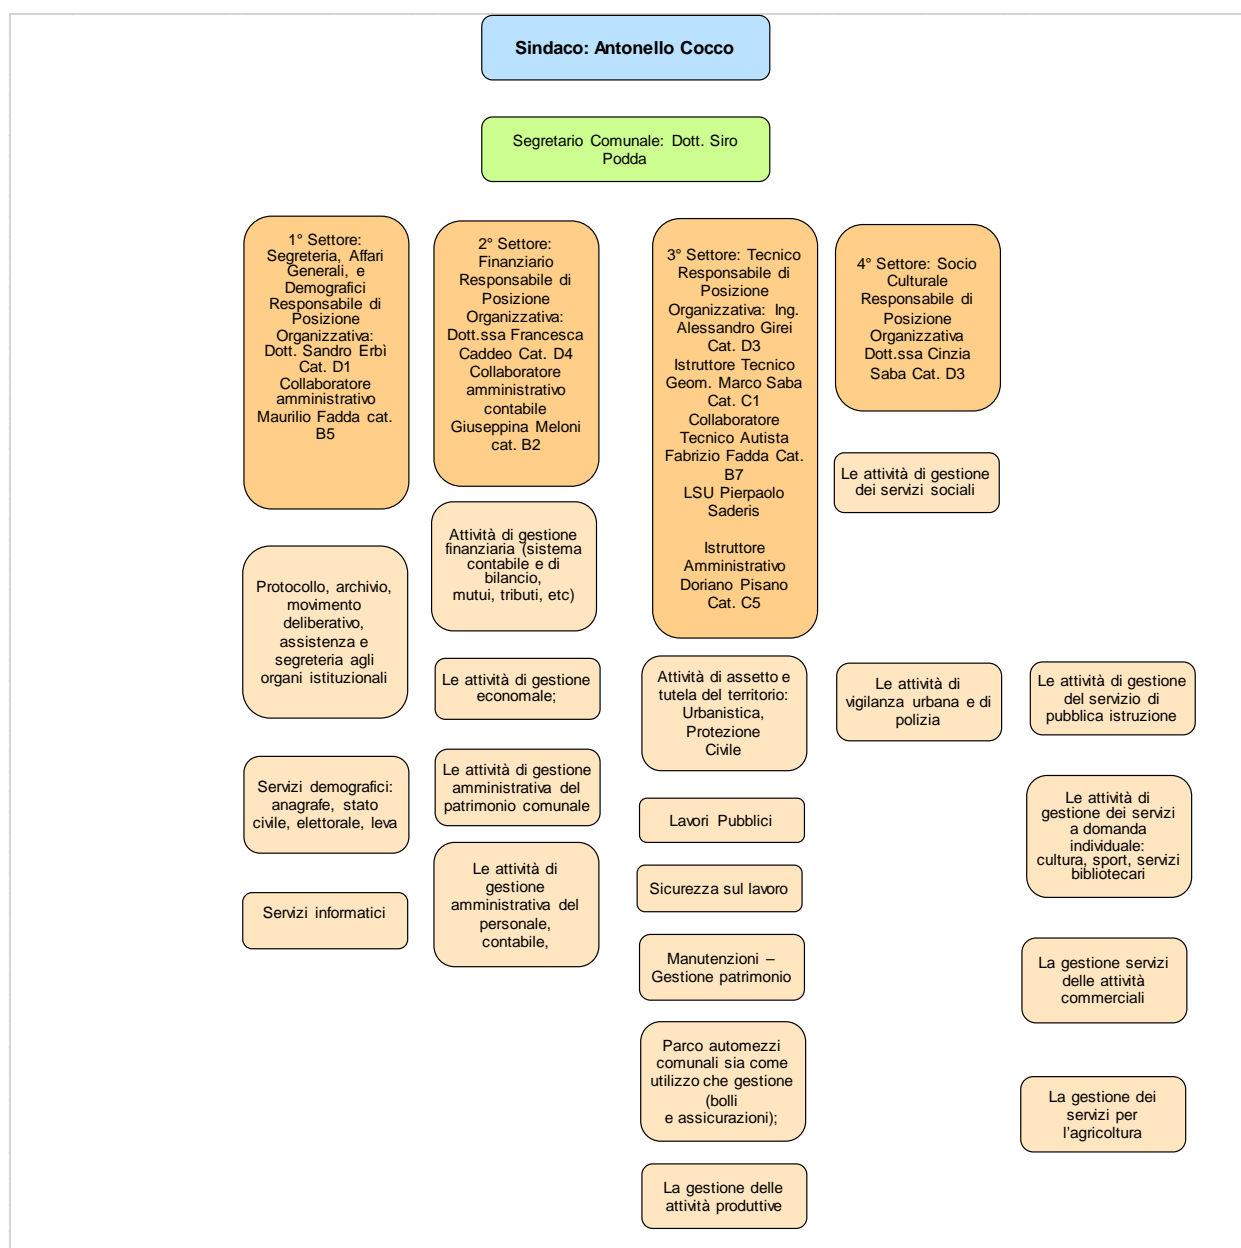 Sindaco: Antonello Cocco
Segretario Comunale: Dott. Siro
Podda
1° Settore:
Segreteria, Affari
Generali, e
Demografici
Responsabile di
Posizione
Organizzativa:
Dott. Sandro Erbì
Cat. D1
Collaboratore
amministrativo
Maurilio Fadda cat.
B5
2° Settore:
Finanziario
Responsabile di
Posizione
Organizzativa:
Dott.ssa Francesca
Caddeo Cat. D4
Collaboratore
amministrativo
contabile
Giuseppina Meloni
cat. B2
3° Settore: Tecnico
Responsabile di
Posizione
Organizzativa: Ing.
Alessandro Girei
Cat. D3
Istruttore Tecnico
Geom. Marco Saba
Cat. C1
Collaboratore
Tecnico Autista
Fabrizio Fadda Cat.
B7
LSU Pierpaolo
Saderis
Istruttore
Amministrativo
Doriano Pisano
Cat. C5
4° Settore: Socio
Culturale
Responsabile di
Posizione
Organizzativa
Dott.ssa Cinzia
Saba Cat. D3
Le attività di gestione
dei servizi sociali
Protocollo, archivio,
movimento
deliberativo,
assistenza e
segreteria agli
organi istituzionali
Servizi demografici:
anagrafe, stato
civile, elettorale, leva
Servizi informatici
Attività di gestione
finanziaria (sistema
contabile e di
bilancio,
mutui, tributi, etc)
Le attività di gestione
economale;
Le attività di gestione
amministrativa del
patrimonio comunale
Le attività di
gestione
amministrativa del
personale,
contabile,
Attività di assetto e
tutela del territorio:
Urbanistica,
Protezione
Civile
Lavori Pubblici
Sicurezza sul lavoro
Manutenzioni –
Gestione patrimonio
Parco automezzi
comunali sia come
utilizzo che gestione
(bolli
e assicurazioni);
La gestione delle
attività produttive
Le attività di
vigilanza urbana e di
polizia
Le attività di gestione
del servizio di
pubblica istruzione
Le attività di
gestione dei servizi
a domanda
individuale:
cultura, sport, servizi
bibliotecari
La gestione servizi
delle attività
commerciali
La gestione dei
servizi per
l'agricoltura